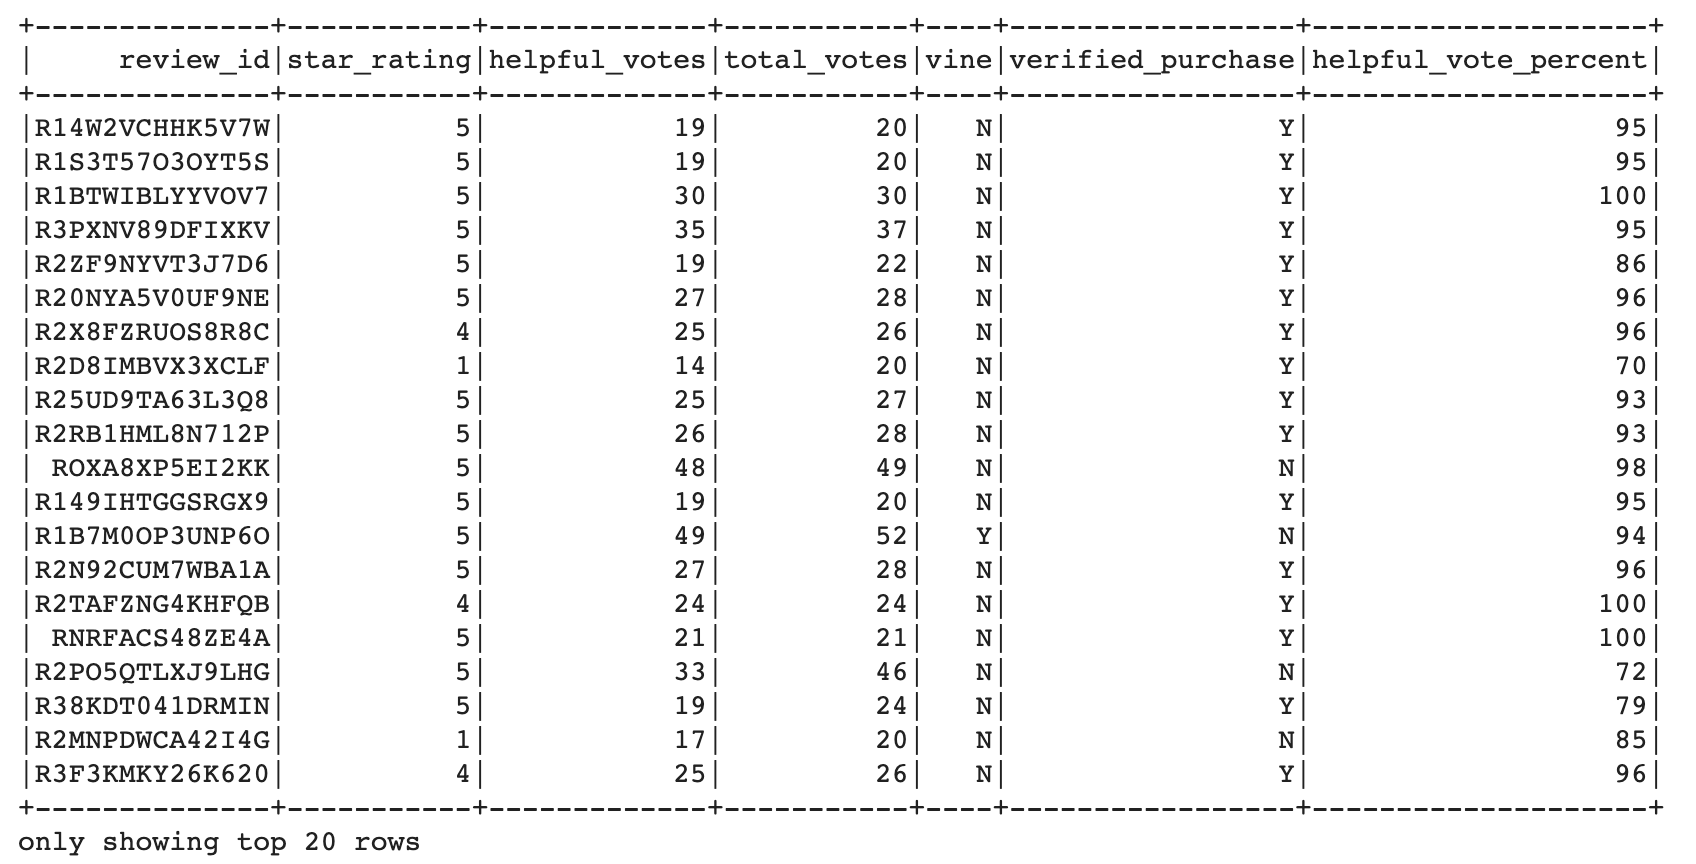 +--------------+-----------+-------------+-----------+----+-----------------+--------------------+
|     review_id|star_rating|helpful_votes|total_votes|vine|verified_purchase|helpful_vote_percent|
+--------------+-----------+-------------+-----------+----+-----------------+--------------------+
|R14W2VCHHK5V7W|          5|           19|         20|   N|                Y|                  95|
|R1S3T57O3OYT5S|          5|           19|         20|   N|                Y|                  95|
|R1BTWIBLYYVOV7|          5|           30|         30|   N|                Y|                 100|
|R3PXNV89DFIXKV|          5|           35|         37|   N|                Y|                  95|
|R2ZF9NYVT3J7D6|          5|           19|         22|   N|                Y|                  86|
|R20NYA5V0UF9NE|          5|           27|         28|   N|                Y|                  96|
|R2X8FZRUOS8R8C|          4|           25|         26|   N|                Y|                  96|
|R2D8IMBVX3XCLF|          1|           14|         20|   N|                Y|                  70|
|R25UD9TA63L3Q8|          5|           25|         27|   N|                Y|                  93|
|R2RB1HML8N712P|          5|           26|         28|   N|                Y|                  93|
| ROXA8XP5EI2KK|          5|           48|         49|   N|                N|                  98|
|R149IHTGGSRGX9|          5|           19|         20|   N|                Y|                  95|
|R1B7M0OP3UNP6O|          5|           49|         52|   Y|                N|                  94|
|R2N92CUM7WBA1A|          5|           27|         28|   N|                Y|                  96|
|R2TAFZNG4KHFQB|          4|           24|         24|   N|                Y|                 100|
| RNRFACS48ZE4A|          5|           21|         21|   N|                Y|                 100|
|R2PO5QTLXJ9LHG|          5|           33|         46|   N|                N|                  72|
|R38KDT041DRMIN|          5|           19|         24|   N|                Y|                  79|
|R2MNPDWCA42I4G|          1|           17|         20|   N|                N|                  85|
|R3F3KMKY26K620|          4|           25|         26|   N|                Y|                  96|
+--------------+-----------+-------------+-----------+----+-----------------+--------------------+
only showing top 20 rows